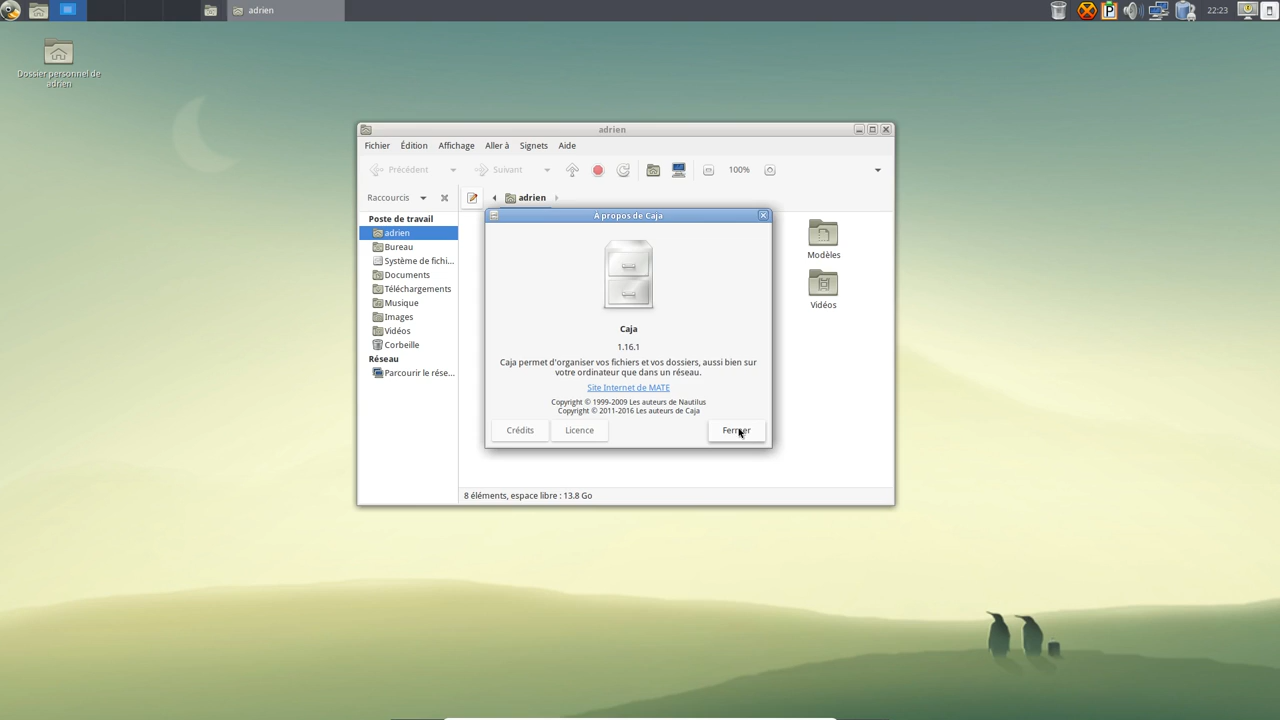 adrien
22:23
Dossier personnel de
adrien
adrien
Fichier Édition Affichage Aller à Signets Aide
Précédent Suivant 100%
Raccourcis adrien
Poste de travail
adrien
Bureau
Système de fichi...
Documents
Téléchargements
Musique
Images
Vidéos
Corbeille
Réseau
Parcourir le rése...
À propos de Caja
Caja
1.16.1
Caja permet d'organiser vos fichiers et vos dossiers, aussi bien sur
votre ordinateur que dans un réseau.
Site Internet de MATE
Copyright © 1999-2009 Les auteurs de Nautilus
Copyright © 2011-2016 Les auteurs de Caja
Crédits Licence Fermer
Modèles
Vidéos
8 éléments, espace libre : 13.8 Go